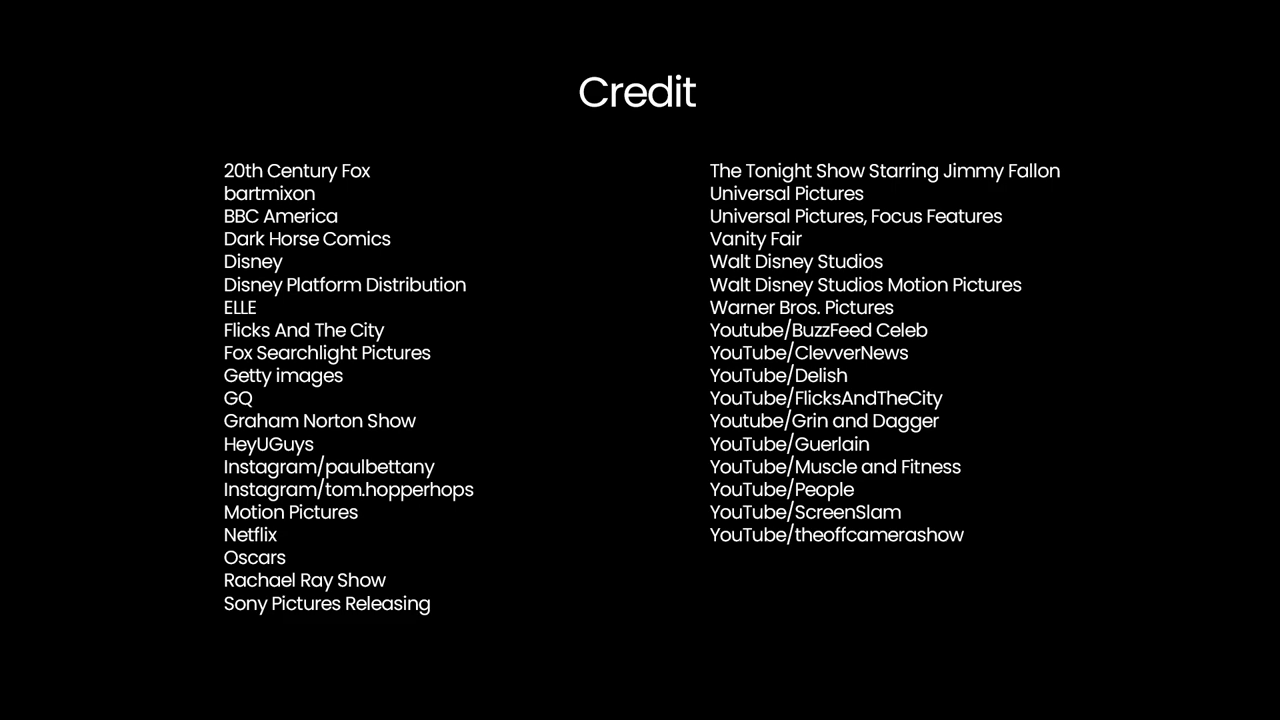 Credit
20th Century Fox
bartmixon
BBC America
Dark Horse Comics
Disney
Disney Platform Distribution
ELLE
Flicks And The City
Fox Searchlight Pictures
Getty images
GQ
Graham Norton Show
HeyUGuys
Instagram/paulbettany
Instagram/tom.hopperhops
Motion Pictures
Netflix
Oscars
Rachael Ray Show
Sony Pictures Releasing
The Tonight Show Starring Jimmy Fallon
Universal Pictures
Universal Pictures, Focus Features
Vanity Fair
Walt Disney Studios
Walt Disney Studios Motion Pictures
Warner Bros. Pictures
Youtube/BuzzFeed Celeb
YouTube/ClevverNews
YouTube/Delish
YouTube/FlicksAndTheCity
Youtube/Grin and Dagger
YouTube/Guerlain
YouTube/Muscle and Fitness
YouTube/People
YouTube/ScreenSlam
YouTube/theoffcamerashow